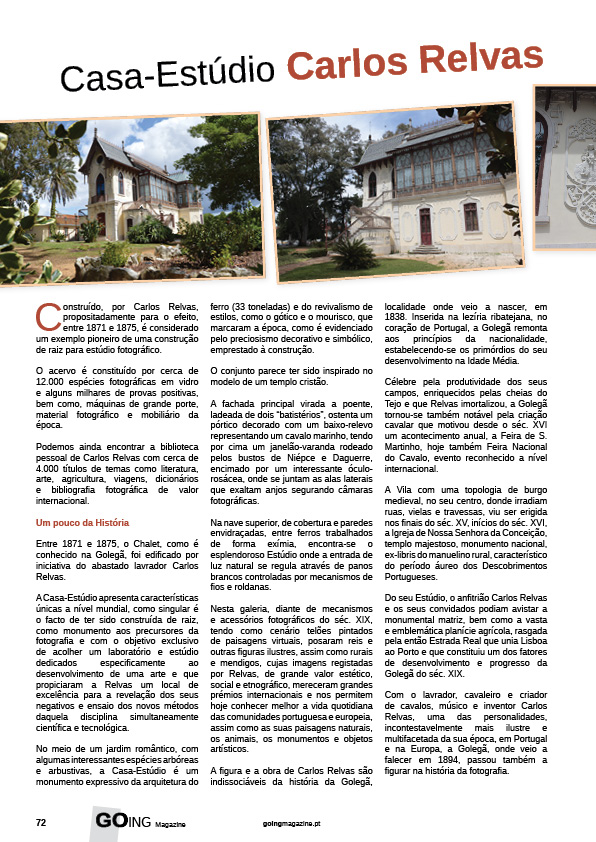 Casa-Estúdio Carlos Relvas
Construído, por Carlos Relvas,
propositadamente para o efeito,
entre 1871 e 1875, é considerado
um exemplo pioneiro de uma construção
de raiz para estúdio fotográfico.
O acervo é constituído por cerca de
12.000 espécies fotográficas em vidro
e alguns milhares de provas positivas,
bem como, máquinas de grande porte,
material fotográfico e mobiliário da
época.
Podemos ainda encontrar a biblioteca
pessoal de Carlos Relvas com cerca de
4.000 títulos de temas como literatura,
arte, agricultura, viagens, dicionários
e bibliografia fotográfica de valor
internacional.
Um pouco da História
Entre 1871 e 1875, o Chalet, como é
conhecido na Golegã, foi edificado por
iniciativa do abastado lavrador Carlos
Relvas.
A Casa-Estúdio apresenta características
únicas a nível mundial, como singular é
o facto de ter sido construída de raiz,
como monumento aos precursores da
fotografia e com o objetivo exclusivo
de acolher um laboratório e estúdio
dedicados especificamente ao
desenvolvimento de uma arte e que
propiciaram a Relvas um local de
excelência para a revelação dos seus
negativos e ensaio dos novos métodos
daquela disciplina simultaneamente
científica e tecnológica.
No meio de um jardim romântico, com
algumas interessantes espécies arbóreas
e arbustivas, a Casa-Estúdio é um
monumento expressivo da arquitetura do
ferro (33 toneladas) e do revivalismo de
estilos, como o gótico e o mourisco, que
marcaram a época, como é evidenciado
pelo preciosismo decorativo e simbólico,
emprestado à construção.
O conjunto parece ter sido inspirado no
modelo de um templo cristão.
A fachada principal virada a poente,
ladeada de dois “batistérios”, ostenta um
pórtico decorado com um baixo-relevo
representando um cavalo marinho, tendo
por cima um janelão-varanda rodeado
pelos bustos de Niépce e Daguerre,
encimado por um interessante óculo-
rosácea, onde se juntam as alas laterais
que exaltam anjos segurando câmaras
fotográficas.
Na nave superior, de cobertura e paredes
envidraçadas, entre ferros trabalhados
de forma exímia, encontra-se o
esplendoroso Estúdio onde a entrada de
luz natural se regula através de panos
brancos controladas por mecanismos de
fios e roldanas.
Nesta galeria, diante de mecanismos
e acessórios fotográficos do séc. XIX,
tendo como cenário telões pintados
de paisagens virtuais, posaram reis e
outras figuras ilustres, assim como rurais
e mendigos, cujas imagens registadas
por Relvas, de grande valor estético,
social e etnográfico, mereceram grandes
prémios internacionais e nos permitem
hoje conhecer melhor a vida quotidiana
das comunidades portuguesa e europeia,
assim como as suas paisagens naturais,
os animais, os monumentos e objetos
artísticos.
A figura e a obra de Carlos Relvas são
indissociáveis da história da Golegã,
localidade onde veio a nascer, em
1838. Inserida na lezíria ribatejana, no
coração de Portugal, a Golegã remonta
aos princípios da nacionalidade,
estabelecendo-se os primórdios do seu
desenvolvimento na Idade Média.
Célebre pela produtividade dos seus
campos, enriquecidos pelas cheias do
Tejo e que Relvas imortalizou, a Golegã
tornou-se também notável pela criação
cavalar que motivou desde o séc. XVI
um acontecimento anual, a Feira de S.
Martinho, hoje também Feira Nacional
do Cavalo, evento reconhecido a nível
internacional.
A Vila com uma topologia de burgo
medieval, no seu centro, donde irradiam
ruas, vielas e travessas, viu ser erigida
nos finais do séc. XV, inícios do séc. XVI,
a Igreja de Nossa Senhora da Conceição,
templo majestoso, monumento nacional,
ex-libris do manuelino rural, característico
do período áureo dos Descobrimentos
Portugueses.
Do seu Estúdio, o anfitrião Carlos Relvas
e os seus convidados podiam avistar a
monumental matriz, bem como a vasta
e emblemática planície agrícola, rasgada
pela então Estrada Real que unia Lisboa
ao Porto e que constituiu um dos fatores
de desenvolvimento e progresso da
Golegã do séc. XIX.
Com o lavrador, cavaleiro e criador
de cavalos, músico e inventor Carlos
Relvas, uma das personalidades,
incontestavelmente mais ilustre e
multifacetada da sua época, em Portugal
e na Europa, a Golegã, onde veio a
falecer em 1894, passou também a
figurar na história da fotografia.
72 GOING Magazine goingmagazine.pt